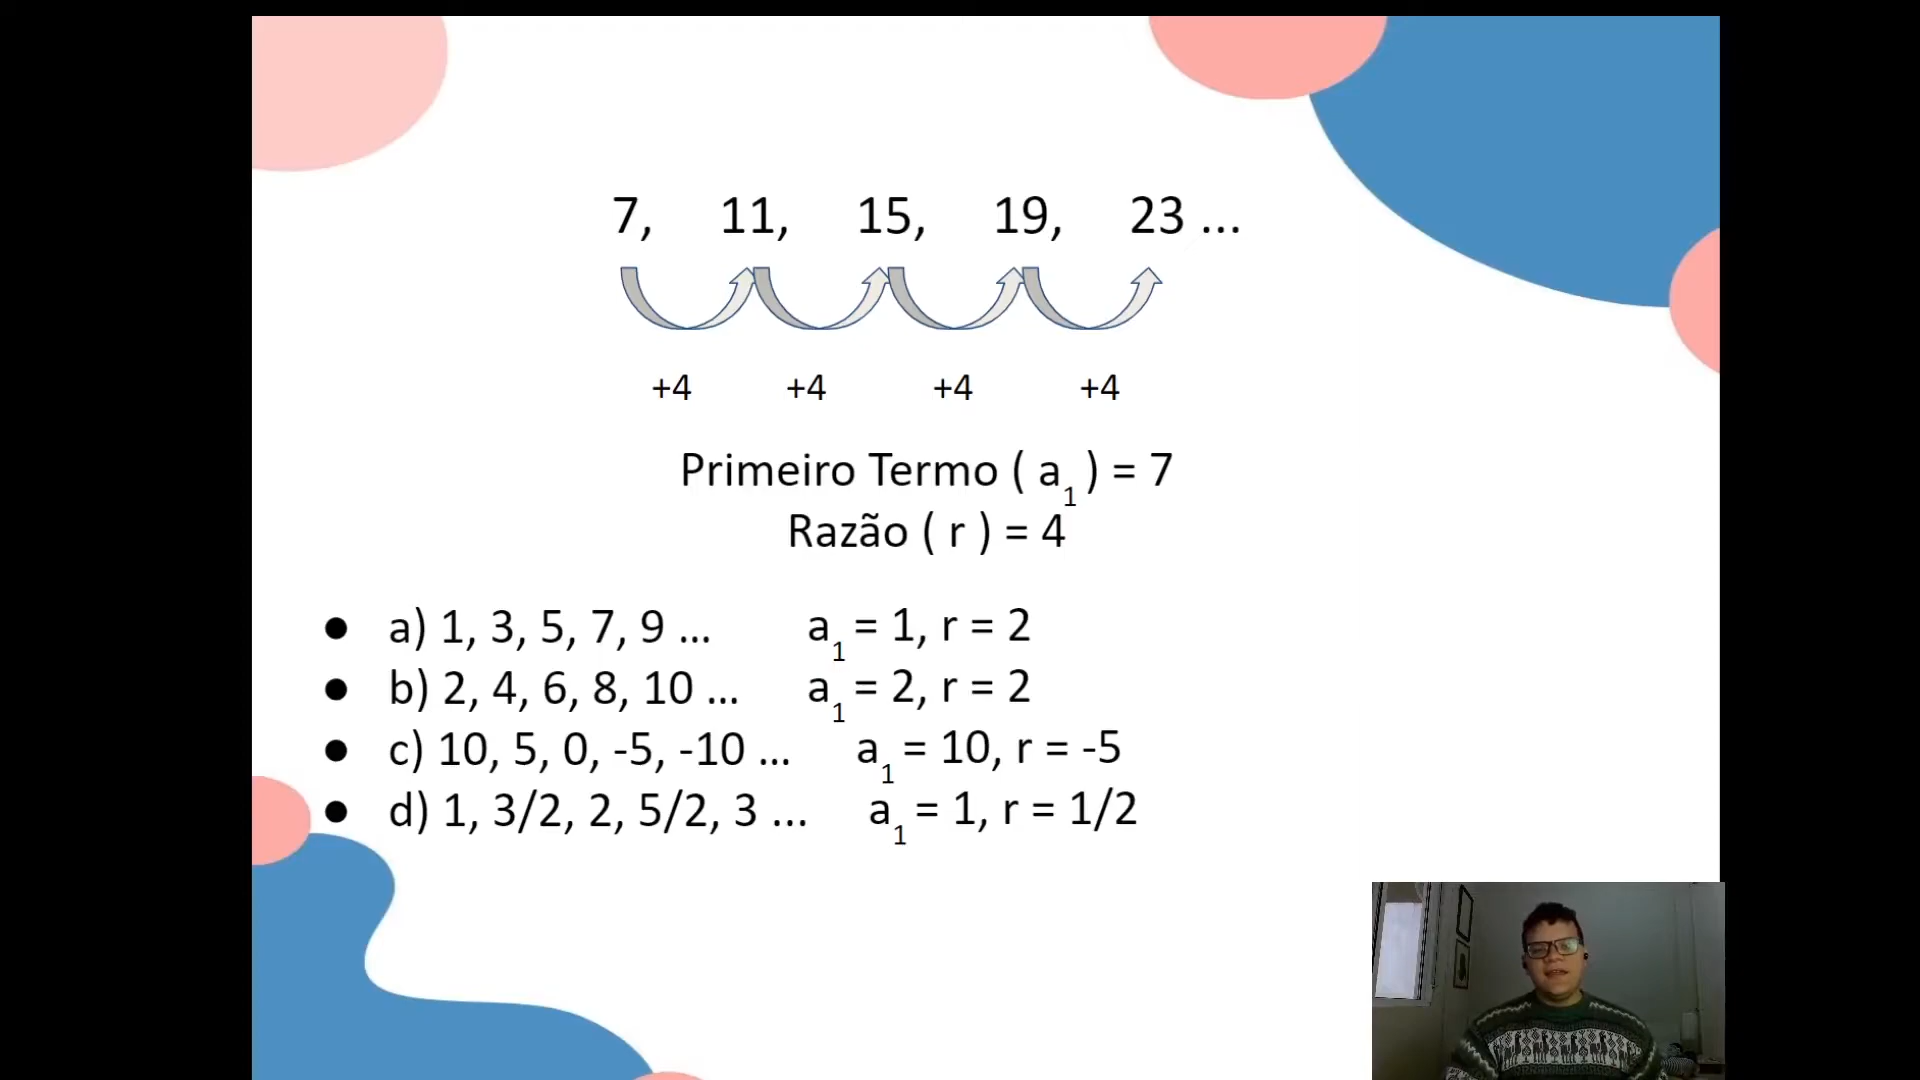 7, 11, 15, 19, 23 ...
+4 +4 +4 +4
Primeiro Termo ( a₁ ) = 7
Razão ( r ) = 4
● a) 1, 3, 5, 7, 9 ... a₁ = 1, r = 2
● b) 2, 4, 6, 8, 10 ... a₁ = 2, r = 2
● c) 10, 5, 0, -5, -10 ... a₁ = 10, r = -5
● d) 1, 3/2, 2, 5/2, 3 ... a₁ = 1, r = 1/2